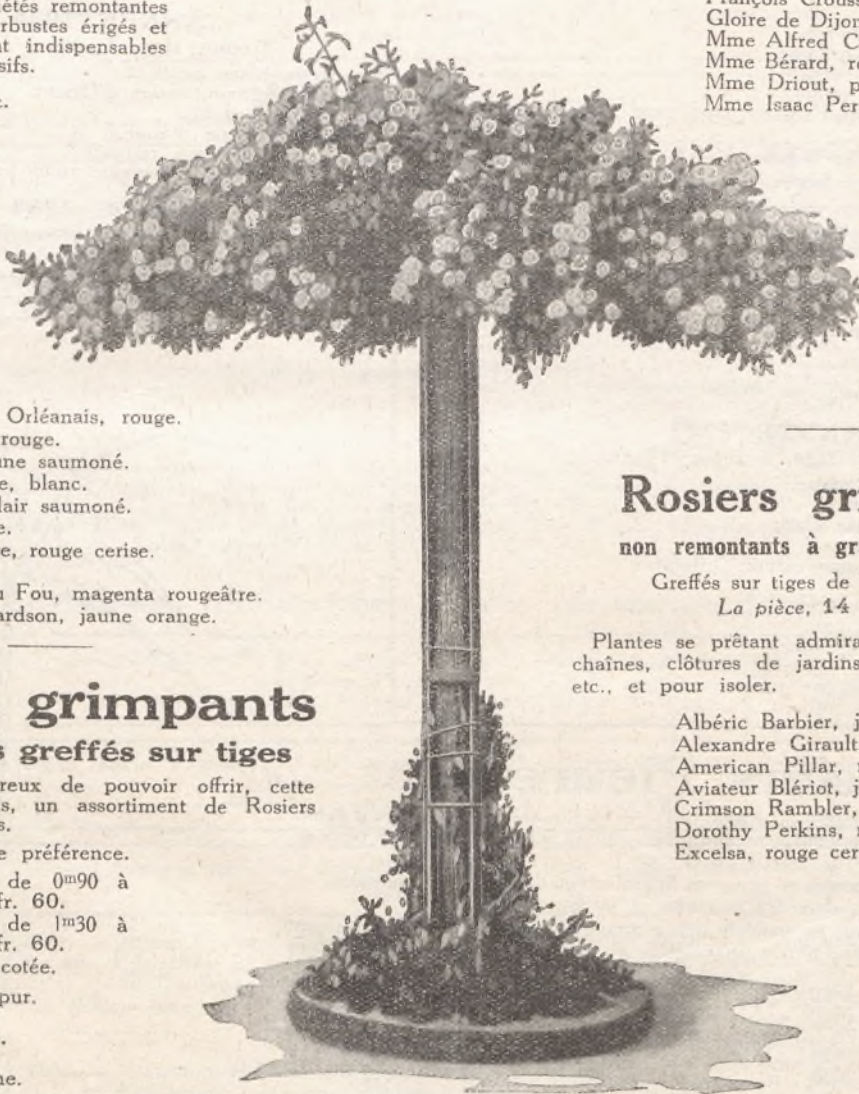 étés remontantes
rbustes érigés et
t indispensables
sifs.
Orléanais, rouge.
rouge.
ne saumoné.
e, blanc.
lair saumoné.
e.
e, rouge cerise.
u Fou, magenta rougeâtre.
ardson, jaune orange.
grimpants
s greffés sur tiges
reux de pouvoir offrir, cette
s, un assortiment de Rosiers
s.
e préférence.
de 0m90 à
fr. 60.
de 1m30 à
fr. 60.
cotée.
pur.
ne.
François Crouss
Gloire de Dijon
Mme Alfred C
Mme Bérard, r
Mme Driout, p
Mme Isaac Per
Rosiers gri
non remontants à gr
Greffés sur tiges de
La pièce, 14
Plantes se prêtant admira
chaînes, clôtures de jardins
etc., et pour isoler.
Albéric Barbier, j
Alexandre Girault
American Pillar, r
Aviateur Blériot, j
Crimson Rambler,
Dorothy Perkins, r
Excelsa, rouge cer